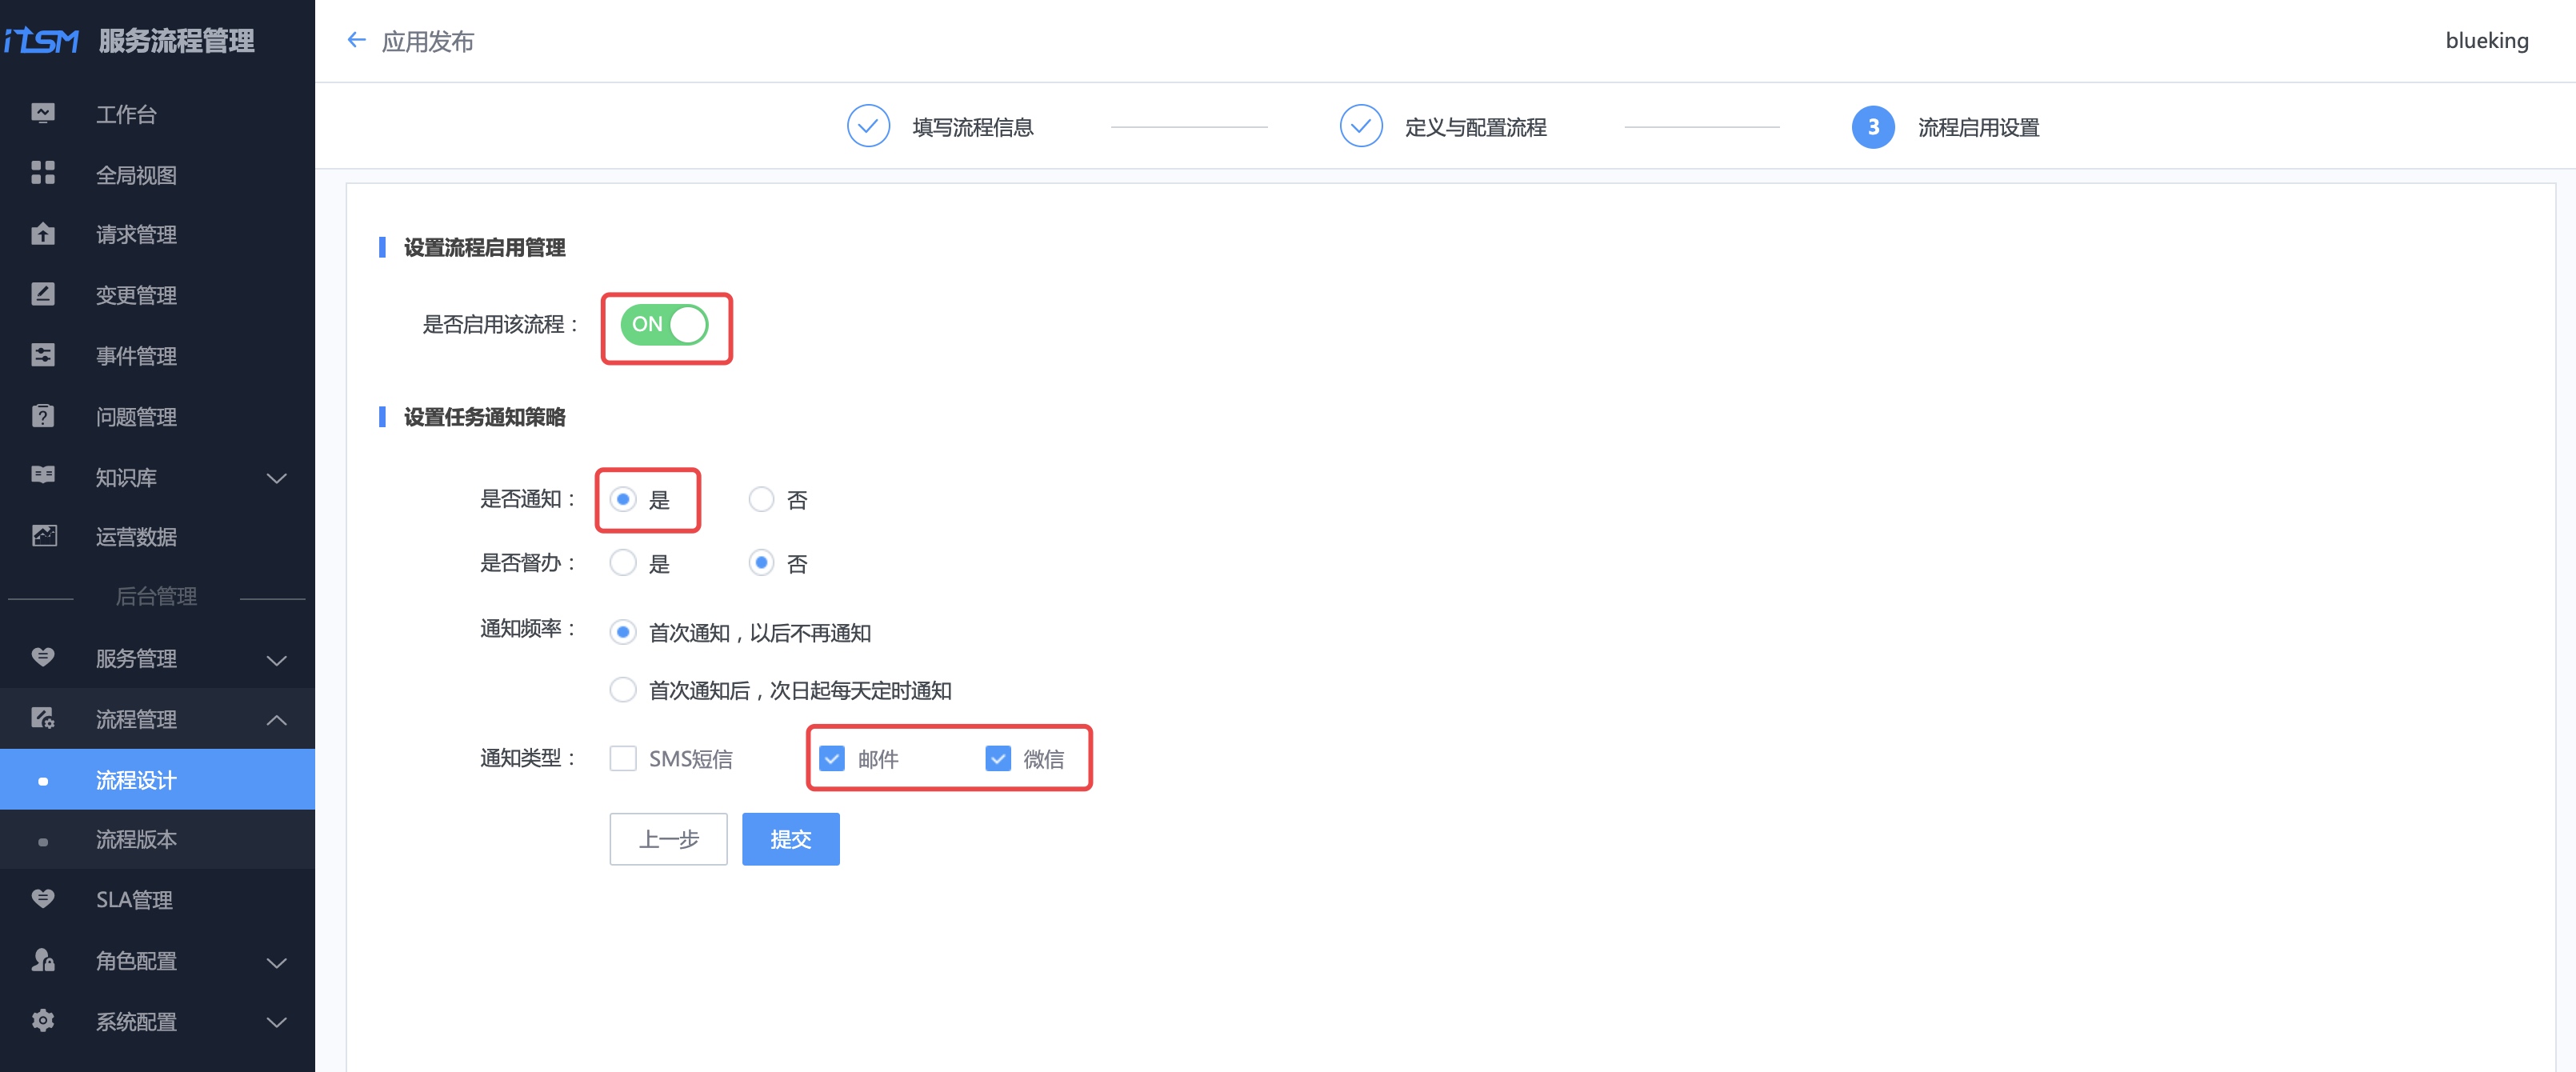 iTSM 服务流程管理
工作台
全局视图
请求管理
变更管理
事件管理
问题管理
知识库
运营数据
后台管理
服务管理
流程管理
流程设计
流程版本
SLA管理
角色配置
系统配置
应用发布
blueking
填写流程信息
定义与配置流程
3 流程启用设置
设置流程启用管理
是否启用该流程： ON
设置任务通知策略
是否通知： 是 否
是否督办： 是 否
通知频率： 首次通知，以后不再通知
首次通知后，次日起每天定时通知
通知类型： SMS短信 邮件 微信
上一步 提交